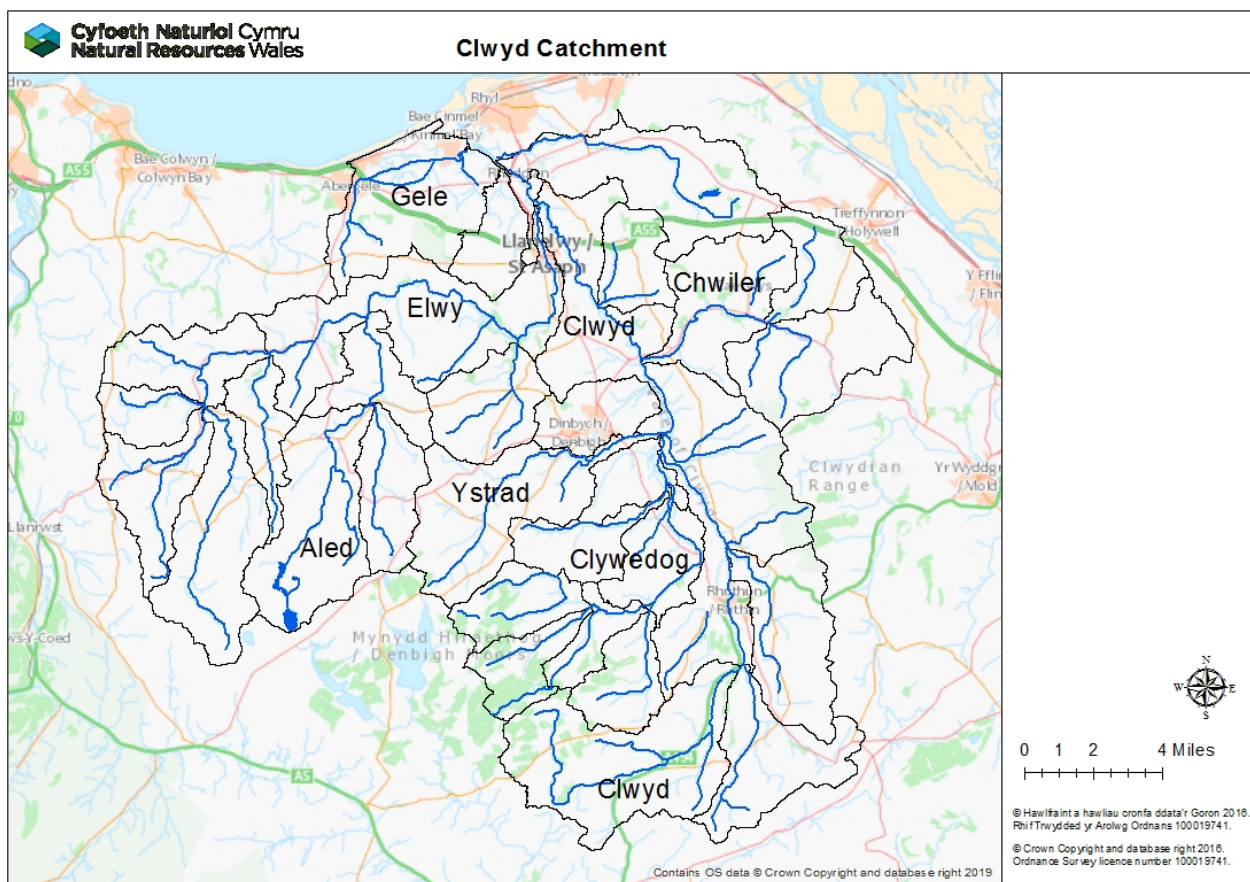 Cyfoeth Naturiol Cymru
Natural Resources Wales
Clwyd Catchment
Rhyl
Bae Cinmel
/ Kinmel Bay
A55
Bae Colwyn /
Colwyn Bay
Abergele
Gele
Llanelwy /
St Asaph
A55
Treffynnon
/ Holywell
Chwiler
Elwy
Clwyd
Dinbych /
Denbigh
Clwydian
Range
Yr Wyddgr
/ Mold
Ystrad
Llanrwst
Aled
Clywedog
Rhuthun
/ Ruthin
ws-Y-Coed
Mynydd Hiraethog
/ Denbigh Moors
A5
Clwyd
N
W E
S
0 1 2 4 Miles
© Hawlfraint a hawliau cronfa ddata'r Goron 2016.
Rhif Trwydded yr Arolwg Ordnans 100019741.
© Crown Copyright and database right 2016.
Ordnance Survey licence number 100019741.
Contains OS data © Crown Copyright and database right 2019